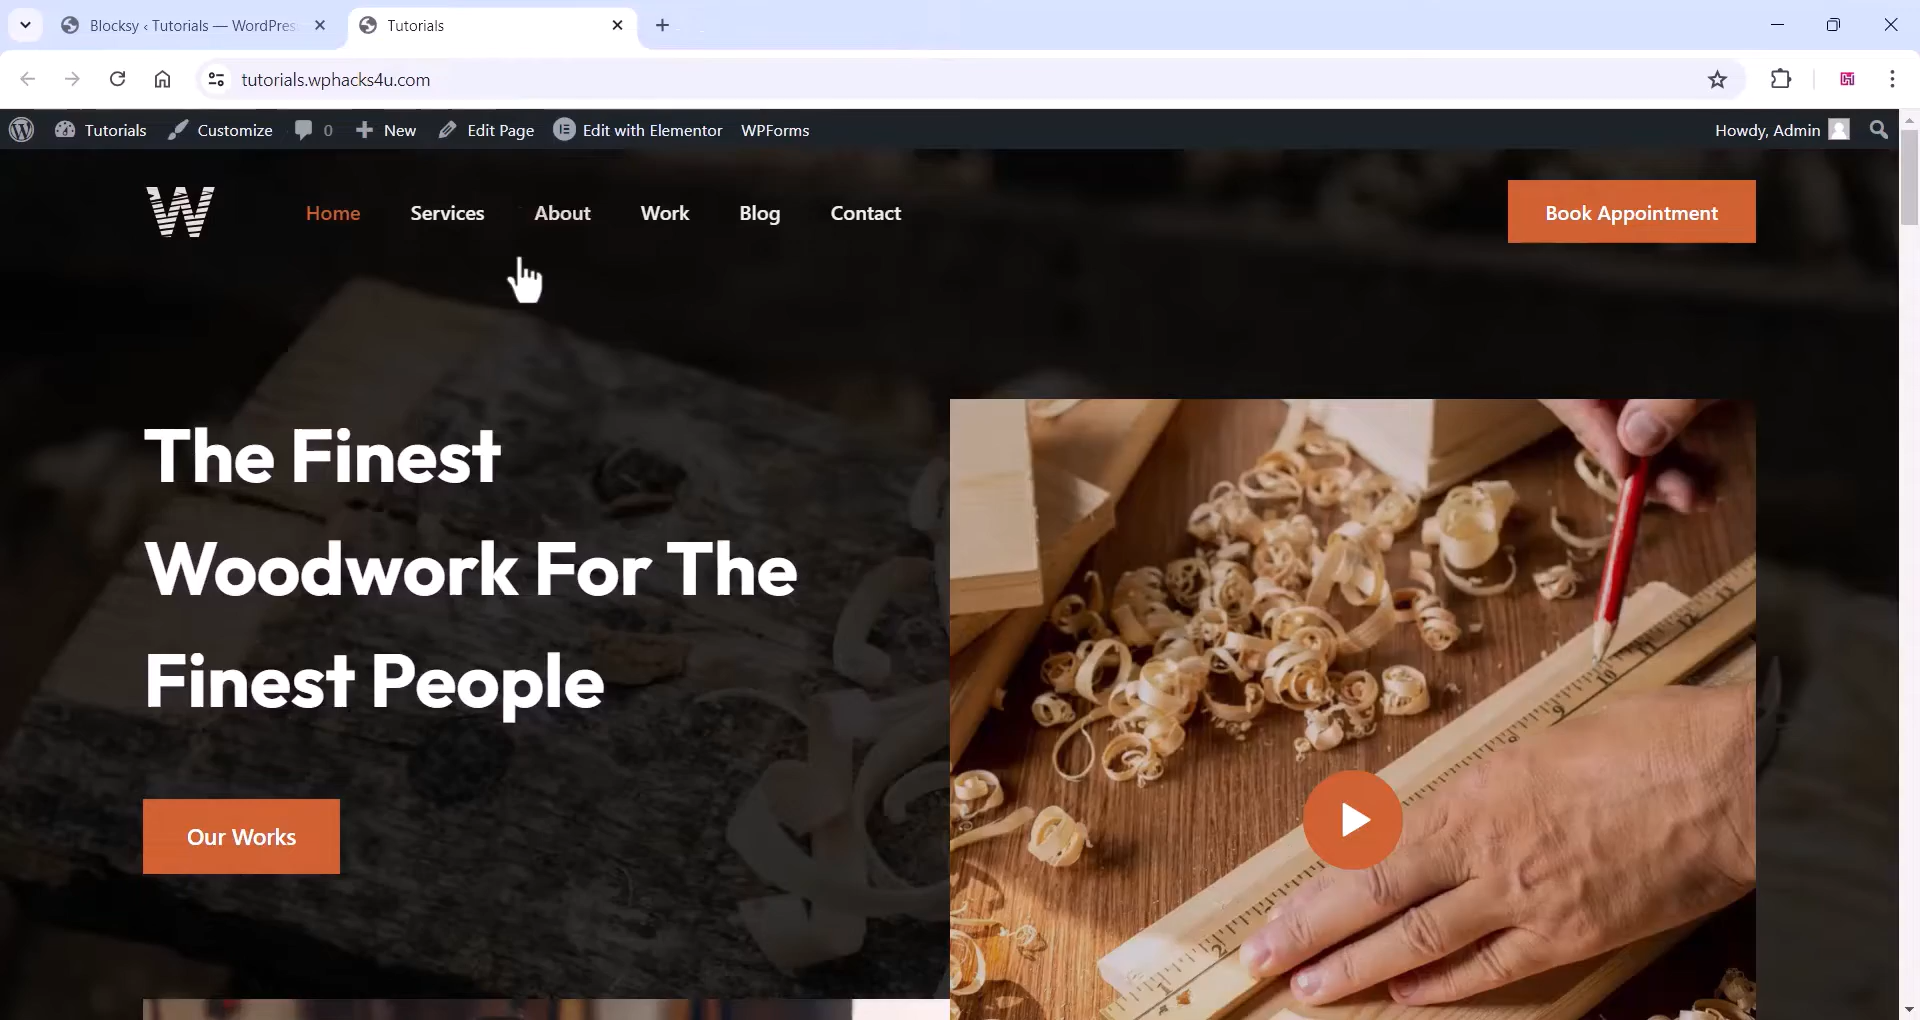 Blocksy ‹ Tutorials — WordPres
Tutorials
tutorials.wphacks4u.com
Tutorials
Customize
0
New
Edit Page
Edit with Elementor
WPForms
Howdy, Admin
W
Home
Services
About
Work
Blog
Contact
Book Appointment
The Finest
Woodwork For The
Finest People
Our Works